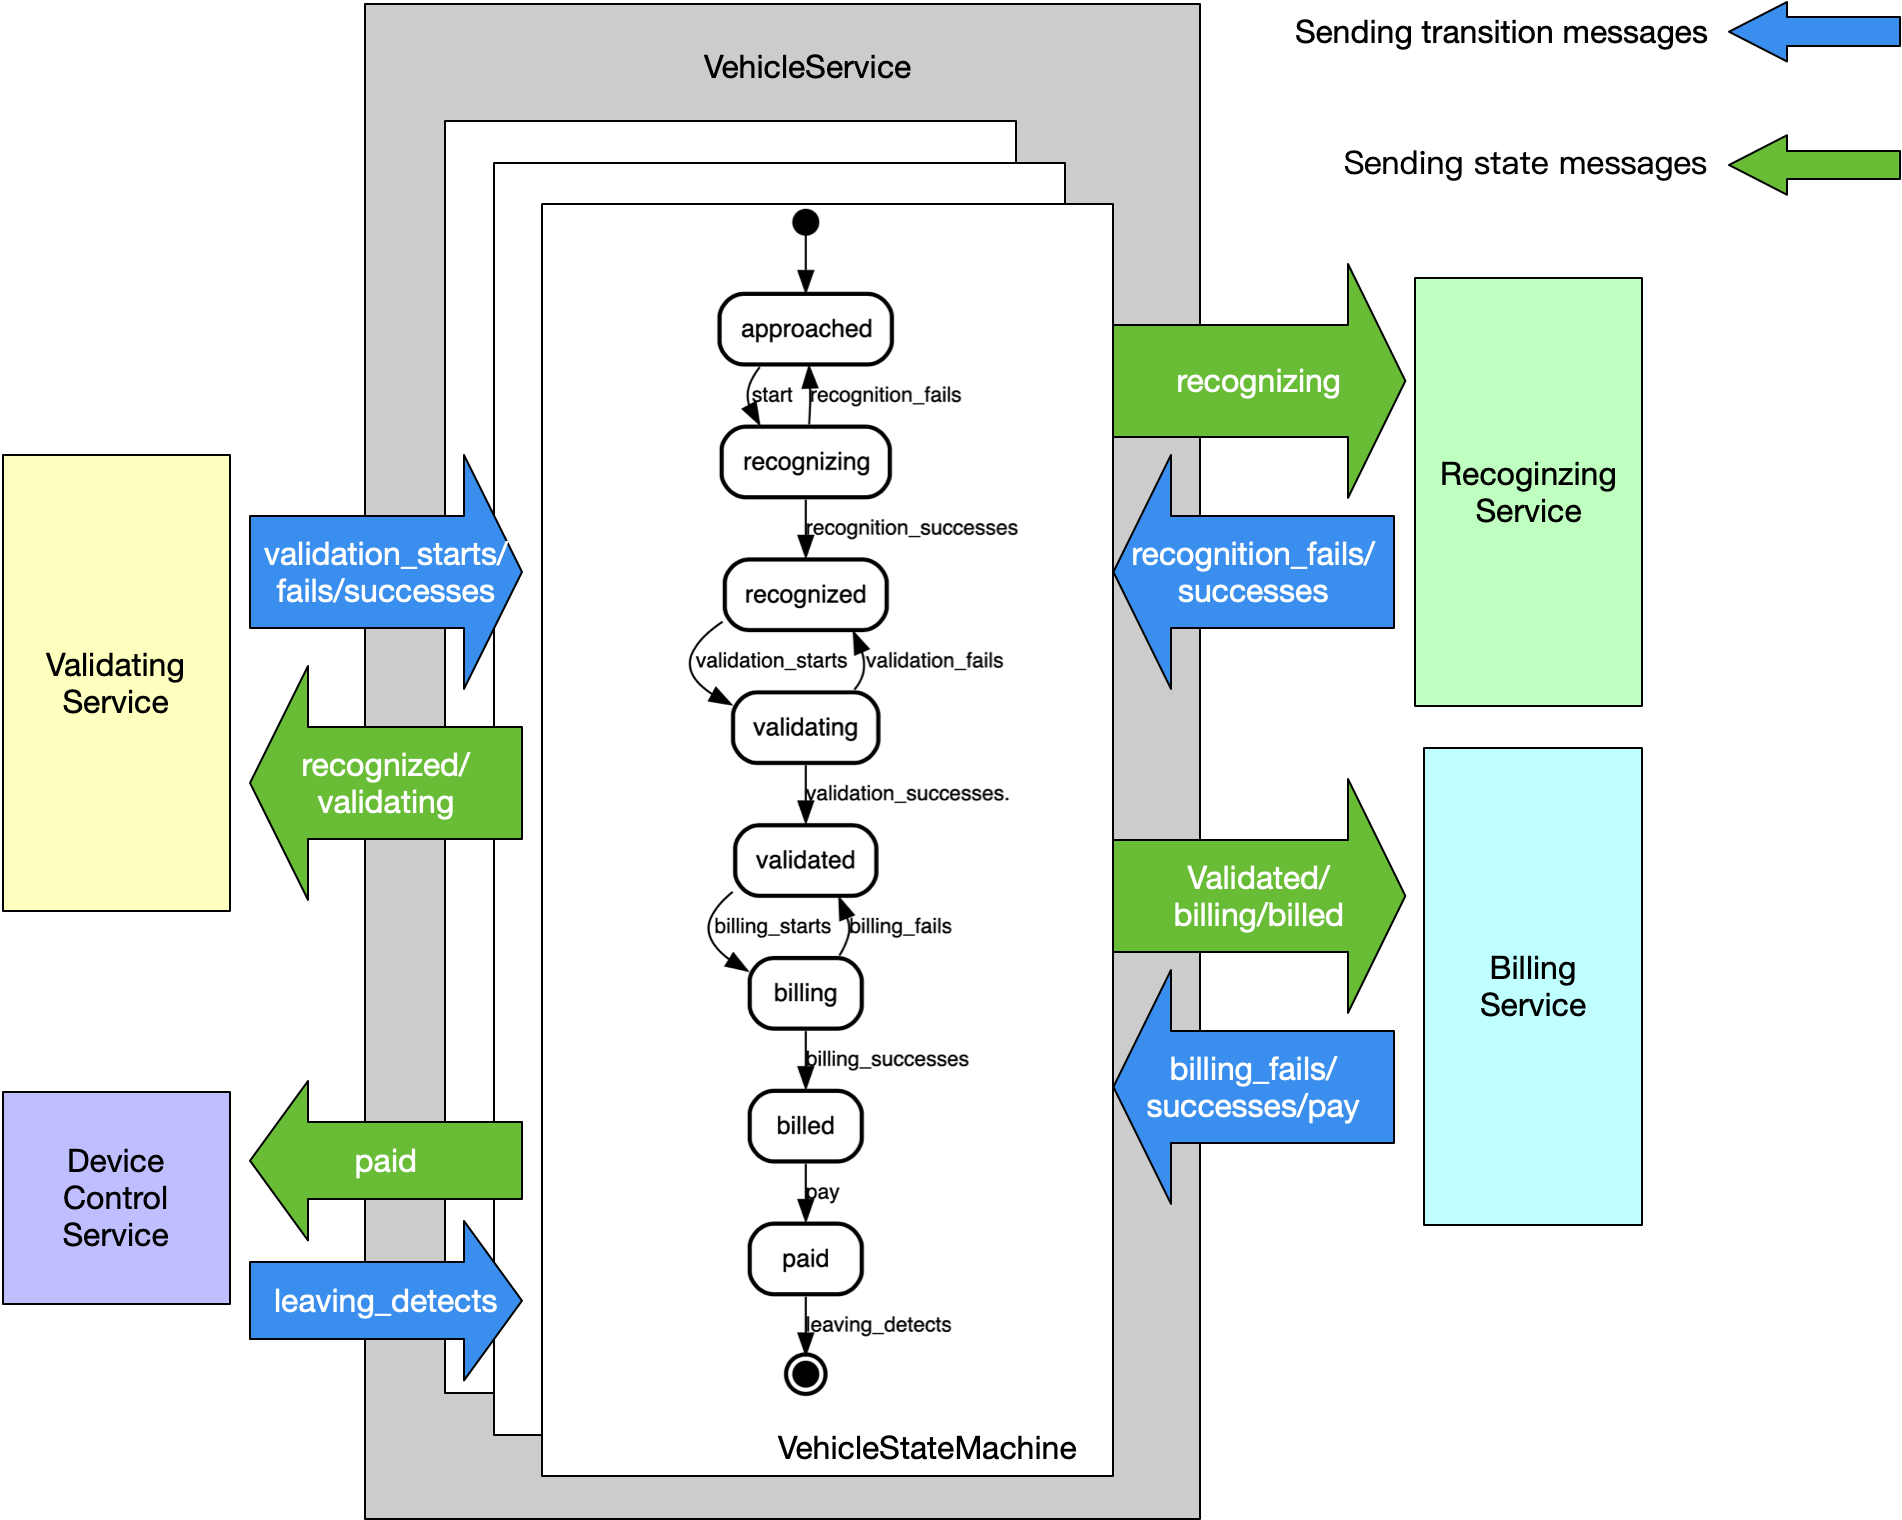 Sending transition messages
VehicleService
Sending state messages
approached
start
recognition_fails
recognizing
recognizing
recognition_successes
Recoginzing
Service
validation_starts/
fails/successes
recognition_fails/
successes
recognized
validation_starts
validation_fails
Validating
Service
validating
recognized/
validating
validation_successes.
validated
Validated/
billing/billed
billing_starts
billing_fails
billing
Billing
Service
billing_successes
billing_fails/
successes/pay
billed
pay
Device
Control
Service
paid
paid
leaving_detects
leaving_detects
VehicleStateMachine